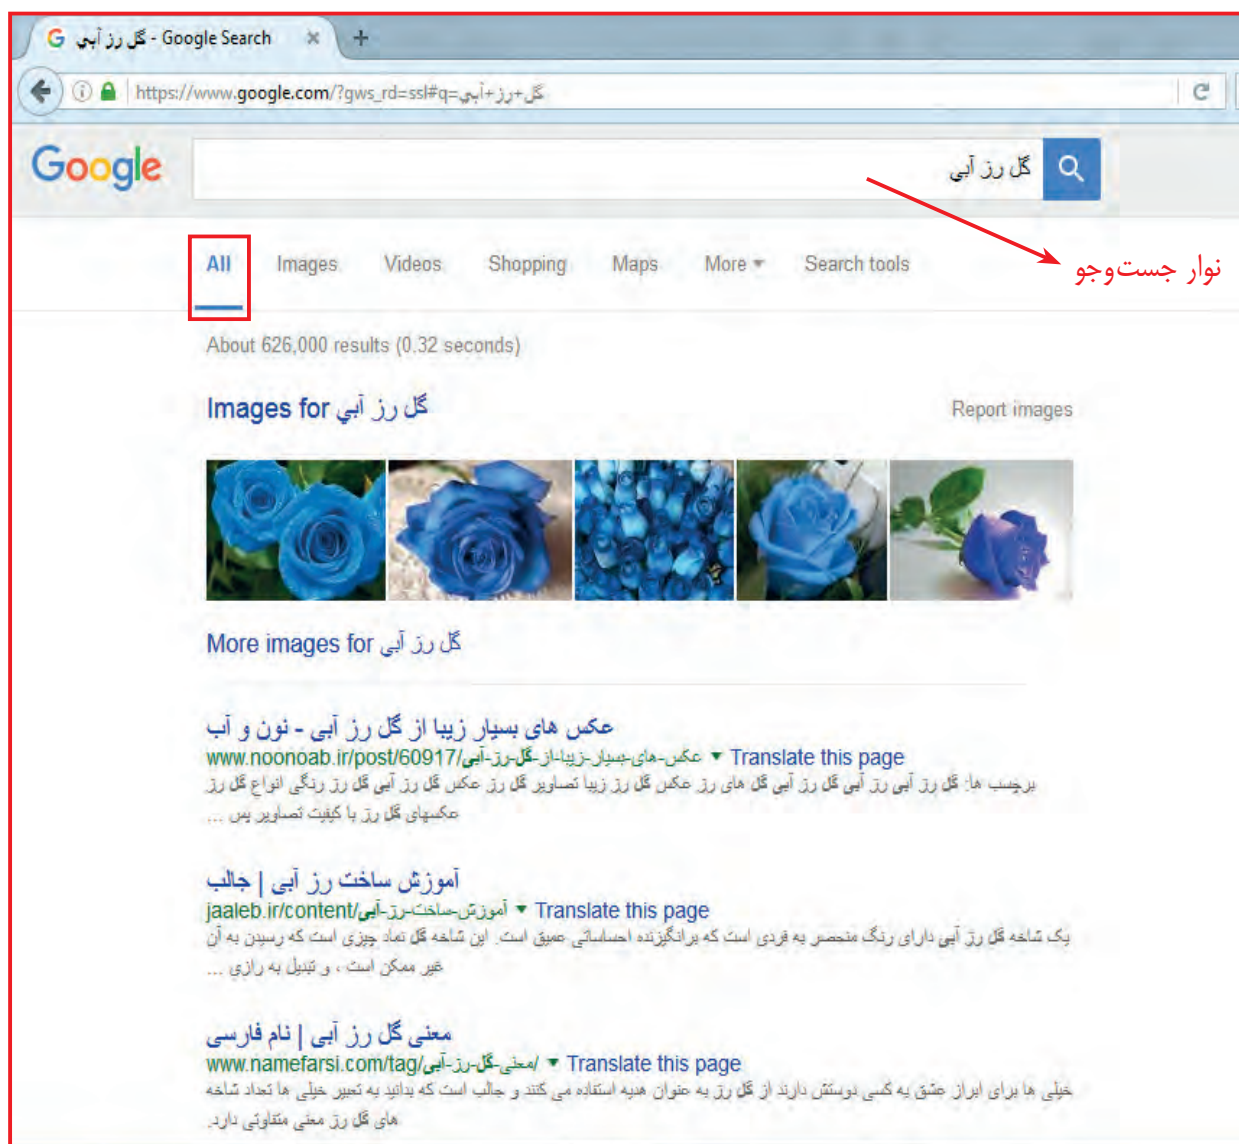 گل رز آبي - Google Search
https://www.google.com/?gws_rd=ssl#q=گل+رز+آبي
Google
گل رز آبي
نوار جست‌وجو
All Images Videos Shopping Maps More Search tools
About 626,000 results (0.32 seconds)
Images for گل رز آبي
Report images
More images for گل رز آبي
عکس های بسیار زیبا از گل رز آبی - نون و آب
www.noonoab.ir/post/60917/عکس-های-بسیار-زیبا-از-گل-رز-آبی Translate this page
برچسب ها: گل رز آبی رز آبی گل رز آبی گل های رز عکس گل رز زیبا تصاویر گل رز عکس گل رز آبی گل رز رنگی انواع گل رز
عکسهای گل رز با کیفیت تصاویر پس ...
آموزش ساخت رز آبی | جالب
jaaleb.ir/content/آموزش-ساخت-رز-آبی Translate this page
یک شاخه گل رز آبی دارای رنگ منحصر به فردی است که برانگیزنده احساساتی عمیق است. این شاخه گل نماد چیزی است که رسیدن به آن
غیر ممکن است ، و تبدیل به رازی ...
معنی گل رز آبی | نام فارسی
www.namefarsi.com/tag/معنی-گل-رز-آبی/ Translate this page
خیلی ها برای ابراز عشق به کسی دوستش دارند از گل رز به عنوان هدیه استفاده می کنند و جالب است که بدانید به تعبیر خیلی ها تعداد شاخه
های گل رز معنی متفاوتی دارد.